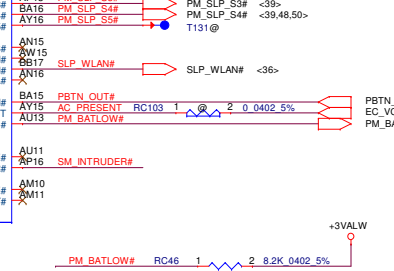 PM_SLP_S3# <39>
BA16 PM_SLP_S4# PM_SLP_S4# <39,48,50>
AY16 PM_SLP_S5# T131@
AN15
AW15
BB17 SLP_WLAN# SLP_WLAN# <36>
AN16
BA15 PBTN_OUT# PBTN_
AY15 AC_PRESENT RC103 1 @ 2 0_0402_5% EC_VC
AU13 PM_BATLOW# PM_BA
AU11
AP16 SM_INTRUDER#
AM10
AM11
+3VALW
PM_BATLOW# RC46 1 2 8.2K_0402_5%